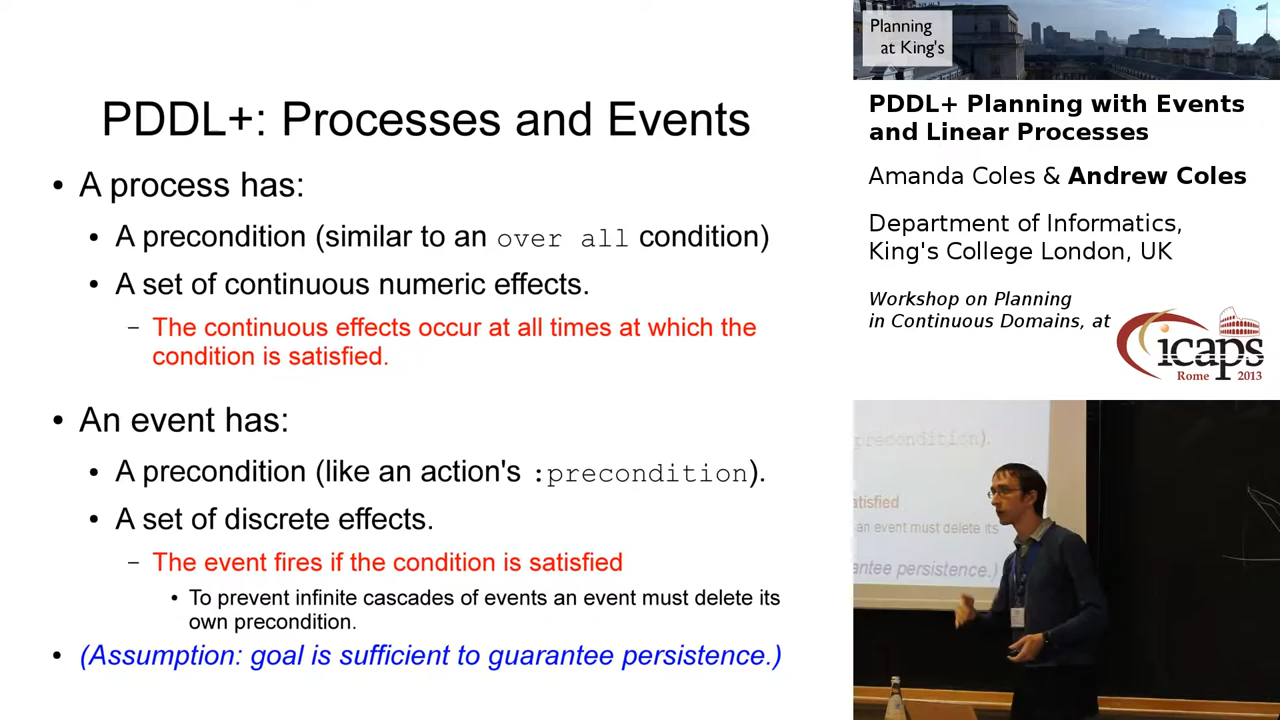 PDDL+: Processes and Events
• A process has:
• A precondition (similar to an over all condition)
• A set of continuous numeric effects.
– The continuous effects occur at all times at which the
condition is satisfied.
• An event has:
• A precondition (like an action's :precondition).
• A set of discrete effects.
– The event fires if the condition is satisfied
• To prevent infinite cascades of events an event must delete its
own precondition.
• (Assumption: goal is sufficient to guarantee persistence.)
Planning
at King's
PDDL+ Planning with Events
and Linear Processes
Amanda Coles & Andrew Coles
Department of Informatics,
King's College London, UK
Workshop on Planning
in Continuous Domains, at
icaps
Rome 2013
precondition).
atisfied
an event must delete its
antee persistence.)